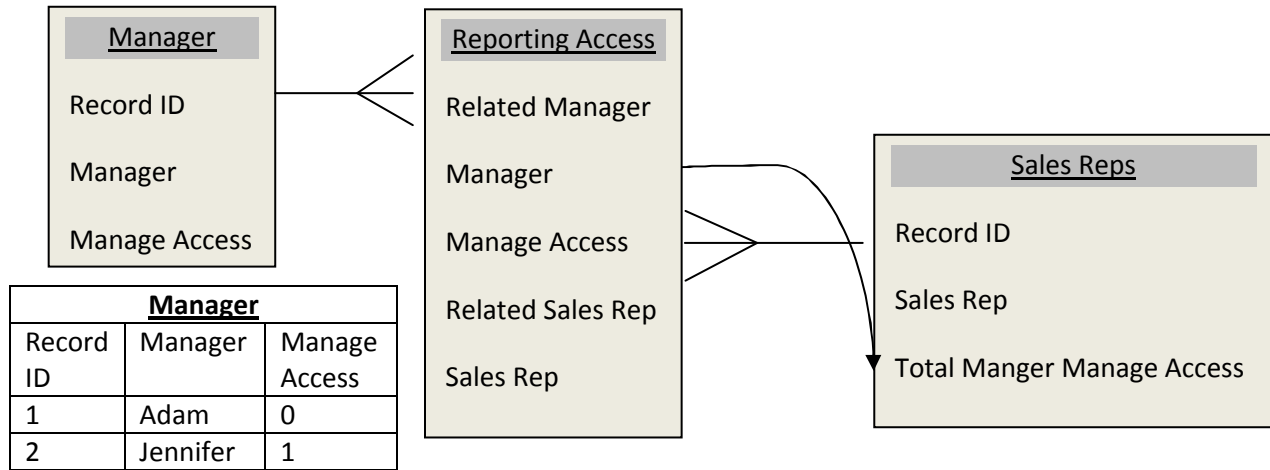 Manager
Record ID
Manager
Manage Access
Reporting Access
Related Manager
Manager
Manage Access
Related Sales Rep
Sales Rep
Sales Reps
Record ID
Sales Rep
Total Manger Manage Access
Manager
Record ID Manager Manage Access
1 Adam 0
2 Jennifer 1